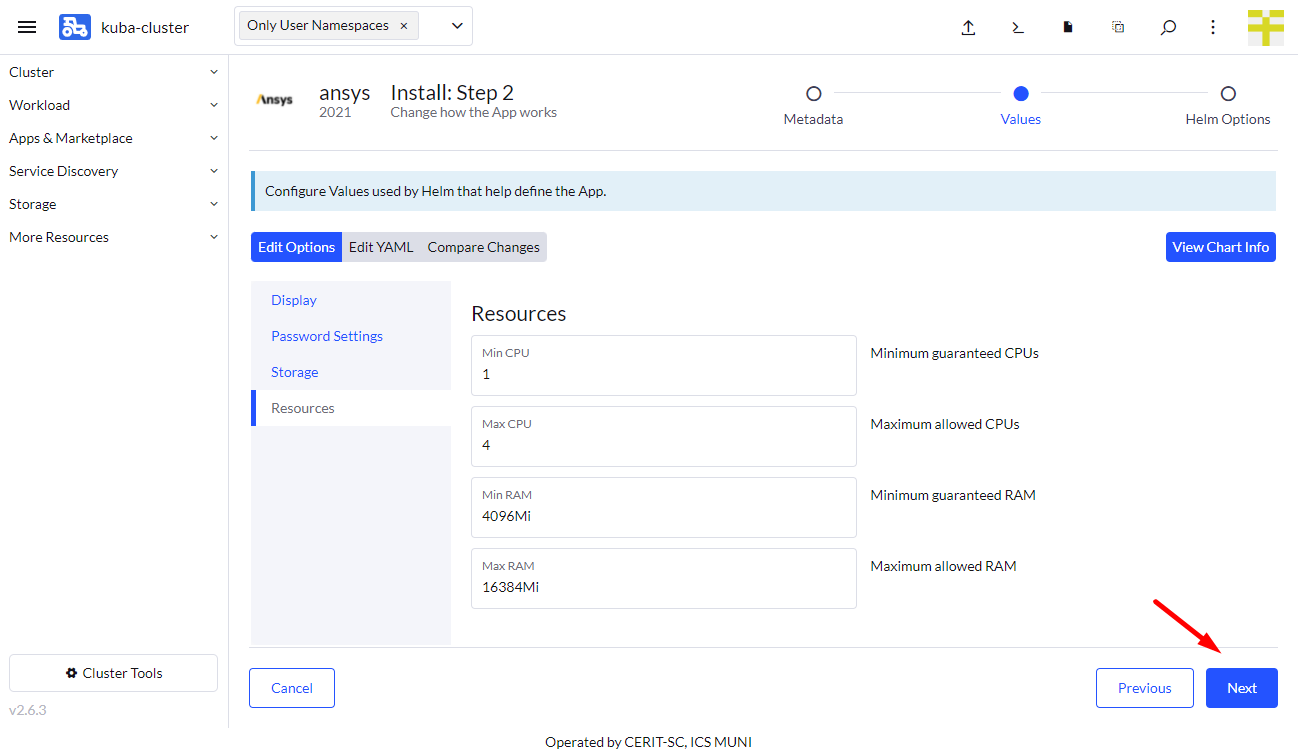 kuba-cluster
Only User Namespaces ×
Cluster
Workload
Apps & Marketplace
Service Discovery
Storage
More Resources
Cluster Tools
v2.6.3
Ansys
ansys
2021
Install: Step 2
Change how the App works
Metadata
Values
Helm Options
Configure Values used by Helm that help define the App.
Edit Options Edit YAML Compare Changes
View Chart Info
Display
Password Settings
Storage
Resources
Resources
Min CPU
1
Minimum guaranteed CPUs
Max CPU
4
Maximum allowed CPUs
Min RAM
4096Mi
Minimum guaranteed RAM
Max RAM
16384Mi
Maximum allowed RAM
Cancel
Previous
Next
Operated by CERIT-SC, ICS MUNI